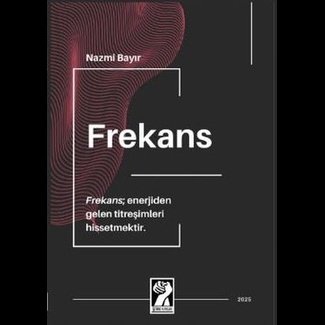 Nazmi Bayır
Frekans
Frekans; enerjiden
gelen titreşimleri
hissetmektir.
2025